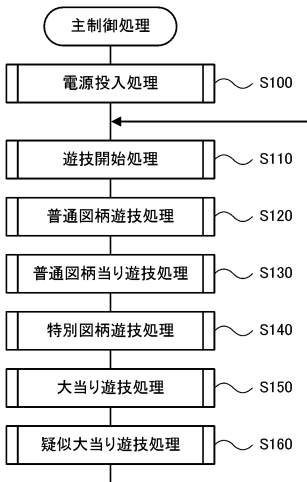 主制御処理
電源投入処理 S100
遊技開始処理 S110
普通図柄遊技処理 S120
普通図柄当り遊技処理 S130
特別図柄遊技処理 S140
大当り遊技処理 S150
疑似大当り遊技処理 S160